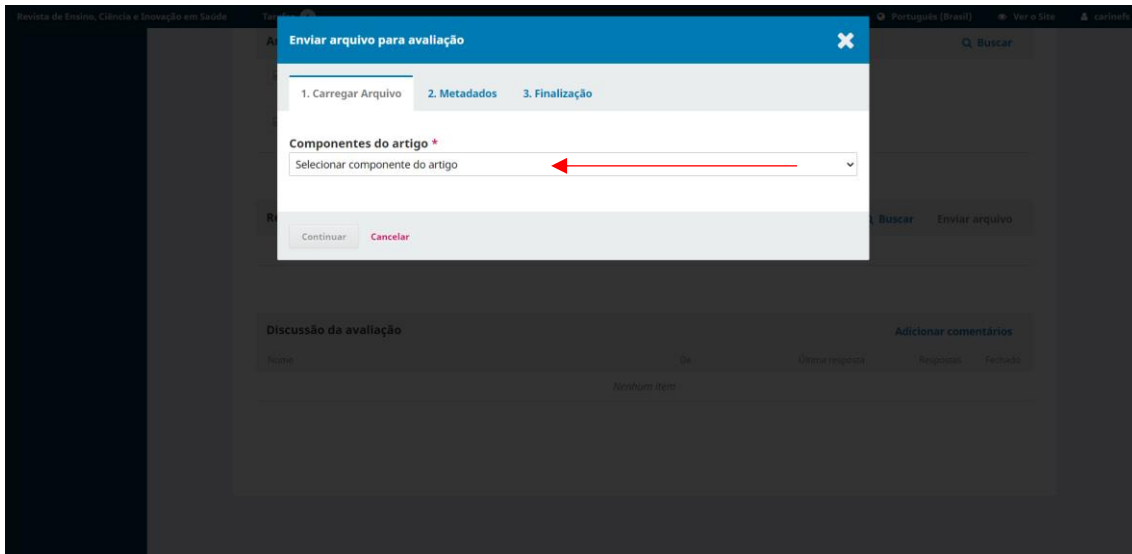 Revista de Ensino, Ciência e Inovação em Saúde
Português (Brasil) Ver o Site carinefs
Enviar arquivo para avaliação
Buscar
1. Carregar Arquivo 2. Metadados 3. Finalização
Componentes do artigo *
Selecionar componente do artigo
Buscar Enviar arquivo
Continuar Cancelar
Discussão da avaliação Adicionar comentários
Nome De Última resposta Respostas Fechado
Nenhum item